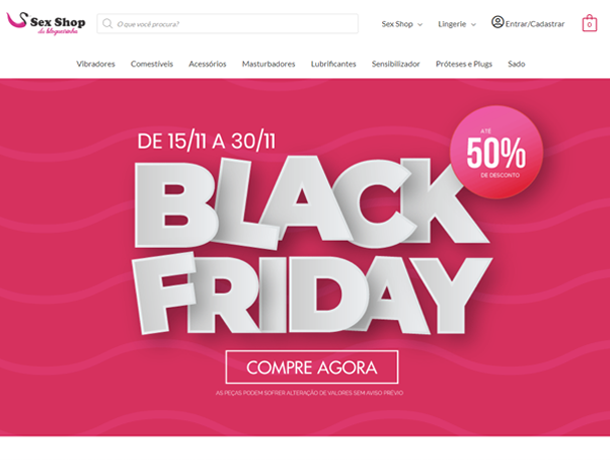 Sex Shop
da blogueirinha
O que você procura?
Sex Shop
Lingerie
Entrar/Cadastrar
0
Vibradores
Comestíveis
Acessórios
Masturbadores
Lubrificantes
Sensibilizador
Próteses e Plugs
Sado
DE 15/11 A 30/11
ATÉ
50%
DE DESCONTO
BLACK
FRIDAY
COMPRE AGORA
AS PEÇAS PODEM SOFRER ALTERAÇÃO DE VALORES SEM AVISO PRÉVIO